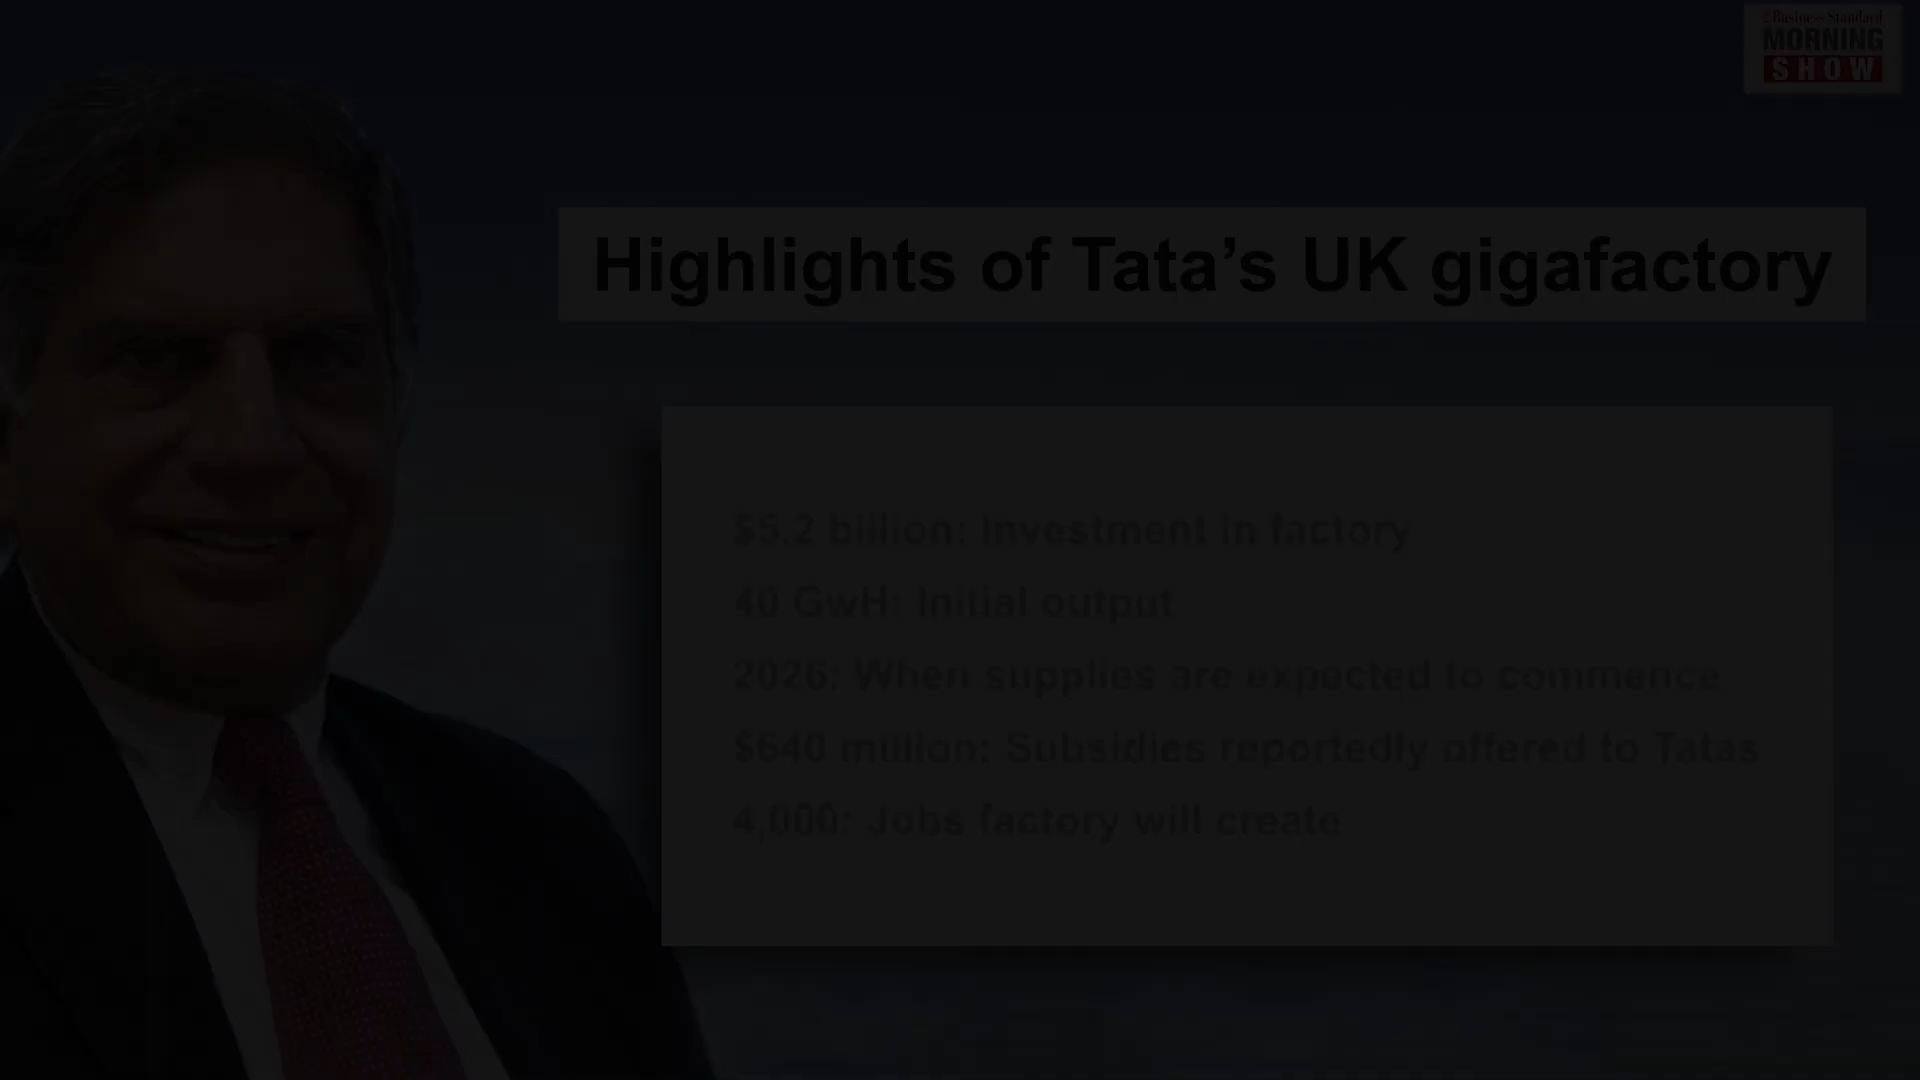 Business Standard
MORNING
SHOW
Highlights of Tata’s UK gigafactory
$5.2 billion: Investment in factory
40 GwH: Initial output
2026: When supplies are expected to commence
$640 million: Subsidies reportedly offered to Tatas
4,000: Jobs factory will create